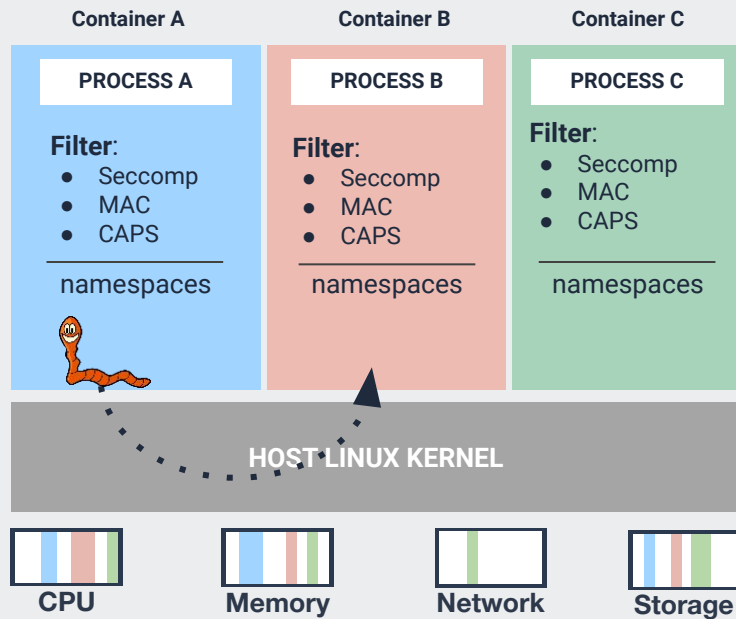 Container A
Container B
Container C
PROCESS A
PROCESS B
PROCESS C
Filter:
● Seccomp
● MAC
● CAPS
namespaces
Filter:
● Seccomp
● MAC
● CAPS
namespaces
Filter:
● Seccomp
● MAC
● CAPS
namespaces
HOST LINUX KERNEL
CPU
Memory
Network
Storage